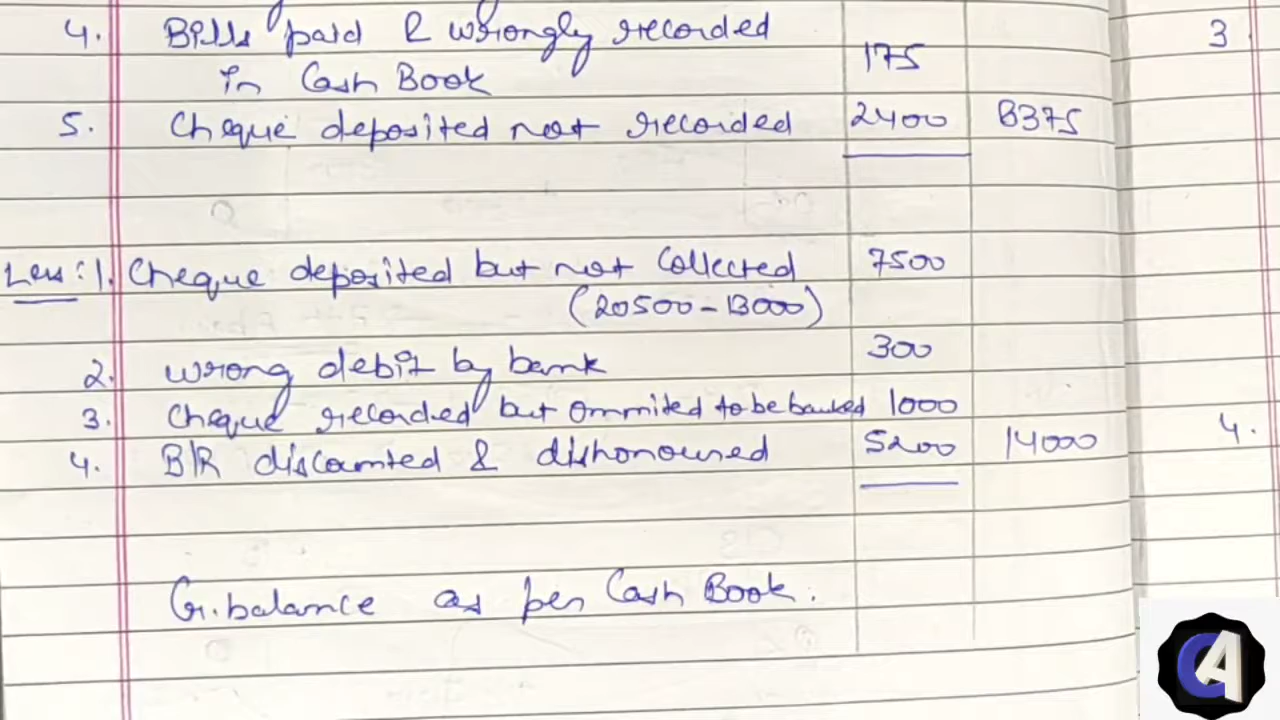 4. Bills paid & wrongly recorded 3.
in Cash Book 175
5. Cheque deposited not recorded 2400 8375
Less: 1. Cheque deposited but not collected 7500
(20500-13000)
2. wrong debit by bank 300
3. Cheque recorded but ommited to be banked 1000
4. B/R discounted & dishonoured 5200 14000 4.
Cr. balance as per Cash Book.
CA